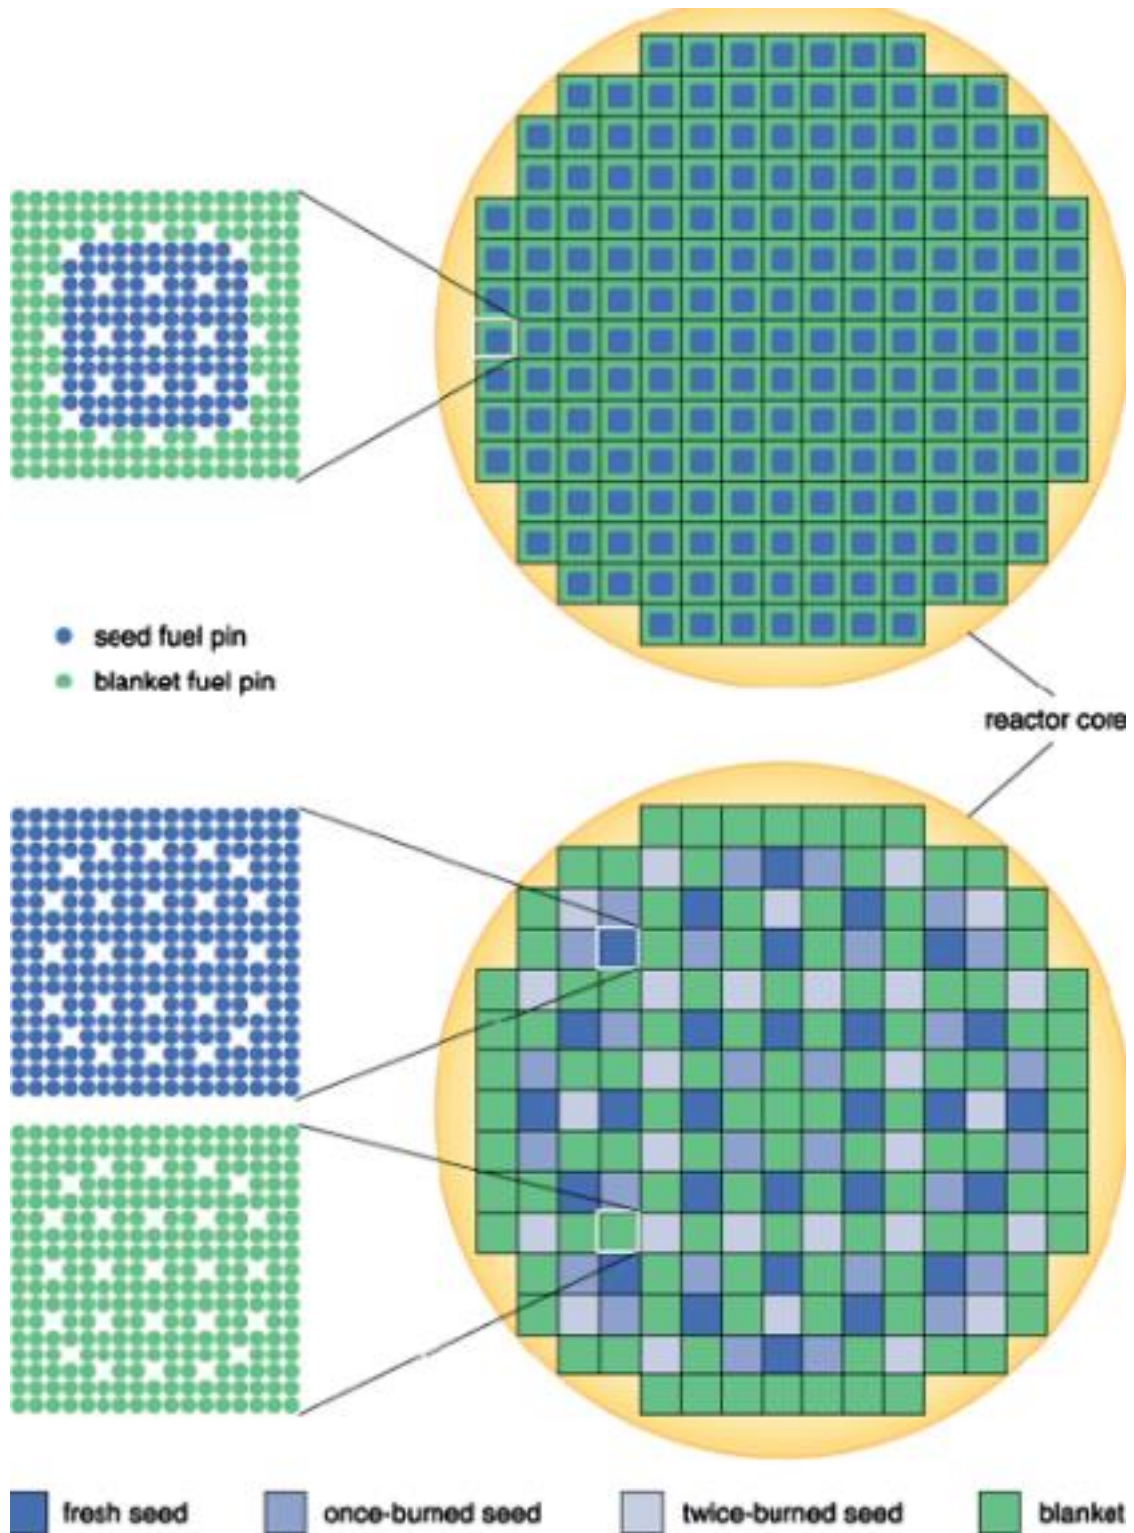 seed fuel pin
blanket fuel pin
reactor core
fresh seed
once-burned seed
twice-burned seed
blanket